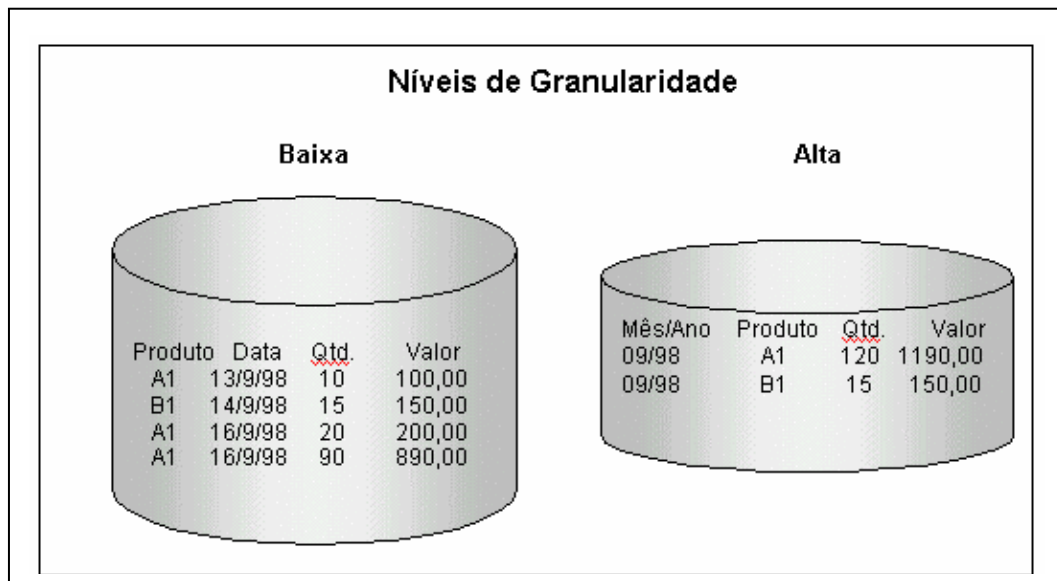 Níveis de Granularidade
Baixa
Produto Data Qtd. Valor
A1 13/9/98 10 100,00
B1 14/9/98 15 150,00
A1 16/9/98 20 200,00
A1 16/9/98 90 890,00
Alta
Mês/Ano Produto Qtd. Valor
09/98 A1 120 1190,00
09/98 B1 15 150,00